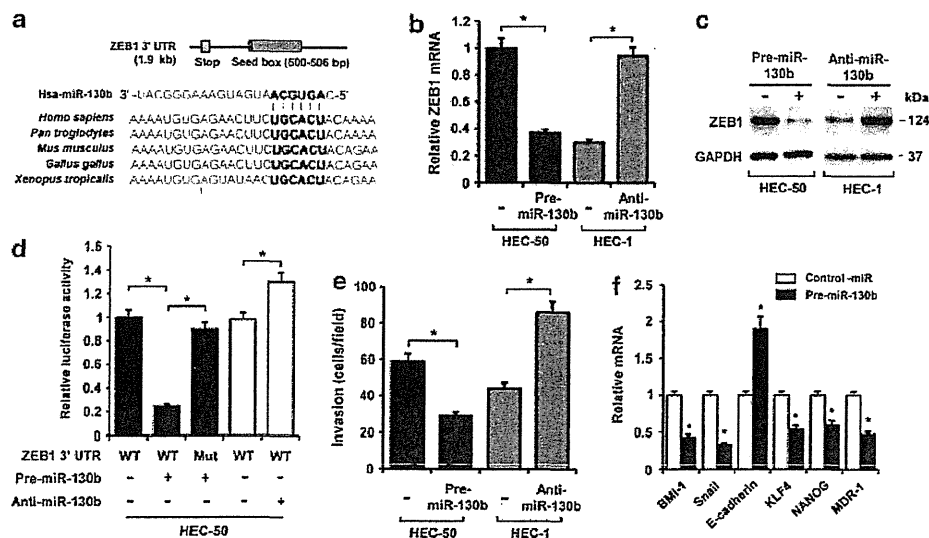 a
ZEB1 3' UTR
(1.9 kb)
Stop Seed box (500-506 bp)
Hsa-miR-130b 3' -UACGGGAAAGUAGUAACGUGAC-5'
Homo sapiens AAAAUGUGAGAACUUCUGCACUACAAAA
Pan troglodytes AAAAUGUGAGAACUUCUGCACUACAAAA
Mus musculus AAAAUGUGAGAACUUCUGCACUACAGAA
Gallus gallus AAAAUGUGAGAACUUCUGCACUACAGAA
Xenopus tropicalis AAAAUGUGAGUAUAACUGCACUACAGAA
b
Relative ZEB1 mRNA
1.2
1
0.8
0.6
0.4
0.2
0
*
*
– Pre-miR-130b – Anti-miR-130b
HEC-50 HEC-1
c
Pre-miR-130b Anti-miR-130b
– + – + kDa
ZEB1 -124
GAPDH - 37
HEC-50 HEC-1
d
Relative luciferase activity
1.6
1.4
1.2
1
0.8
0.6
0.4
0.2
0
*
*
*
ZEB1 3' UTR WT WT Mut WT WT
Pre-miR-130b – + + – –
Anti-miR-130b – – – – +
HEC-50
e
Invasion (cells/field)
100
80
60
40
20
0
*
*
– Pre-miR-130b – Anti-miR-130b
HEC-50 HEC-1
f
Control-miR
Pre-miR-130b
Relative mRNA
2.5
2
1.5
1
0.5
0
* * * * * *
BMI-1 Snail E-cadherin KLF4 NANOG MDR-1